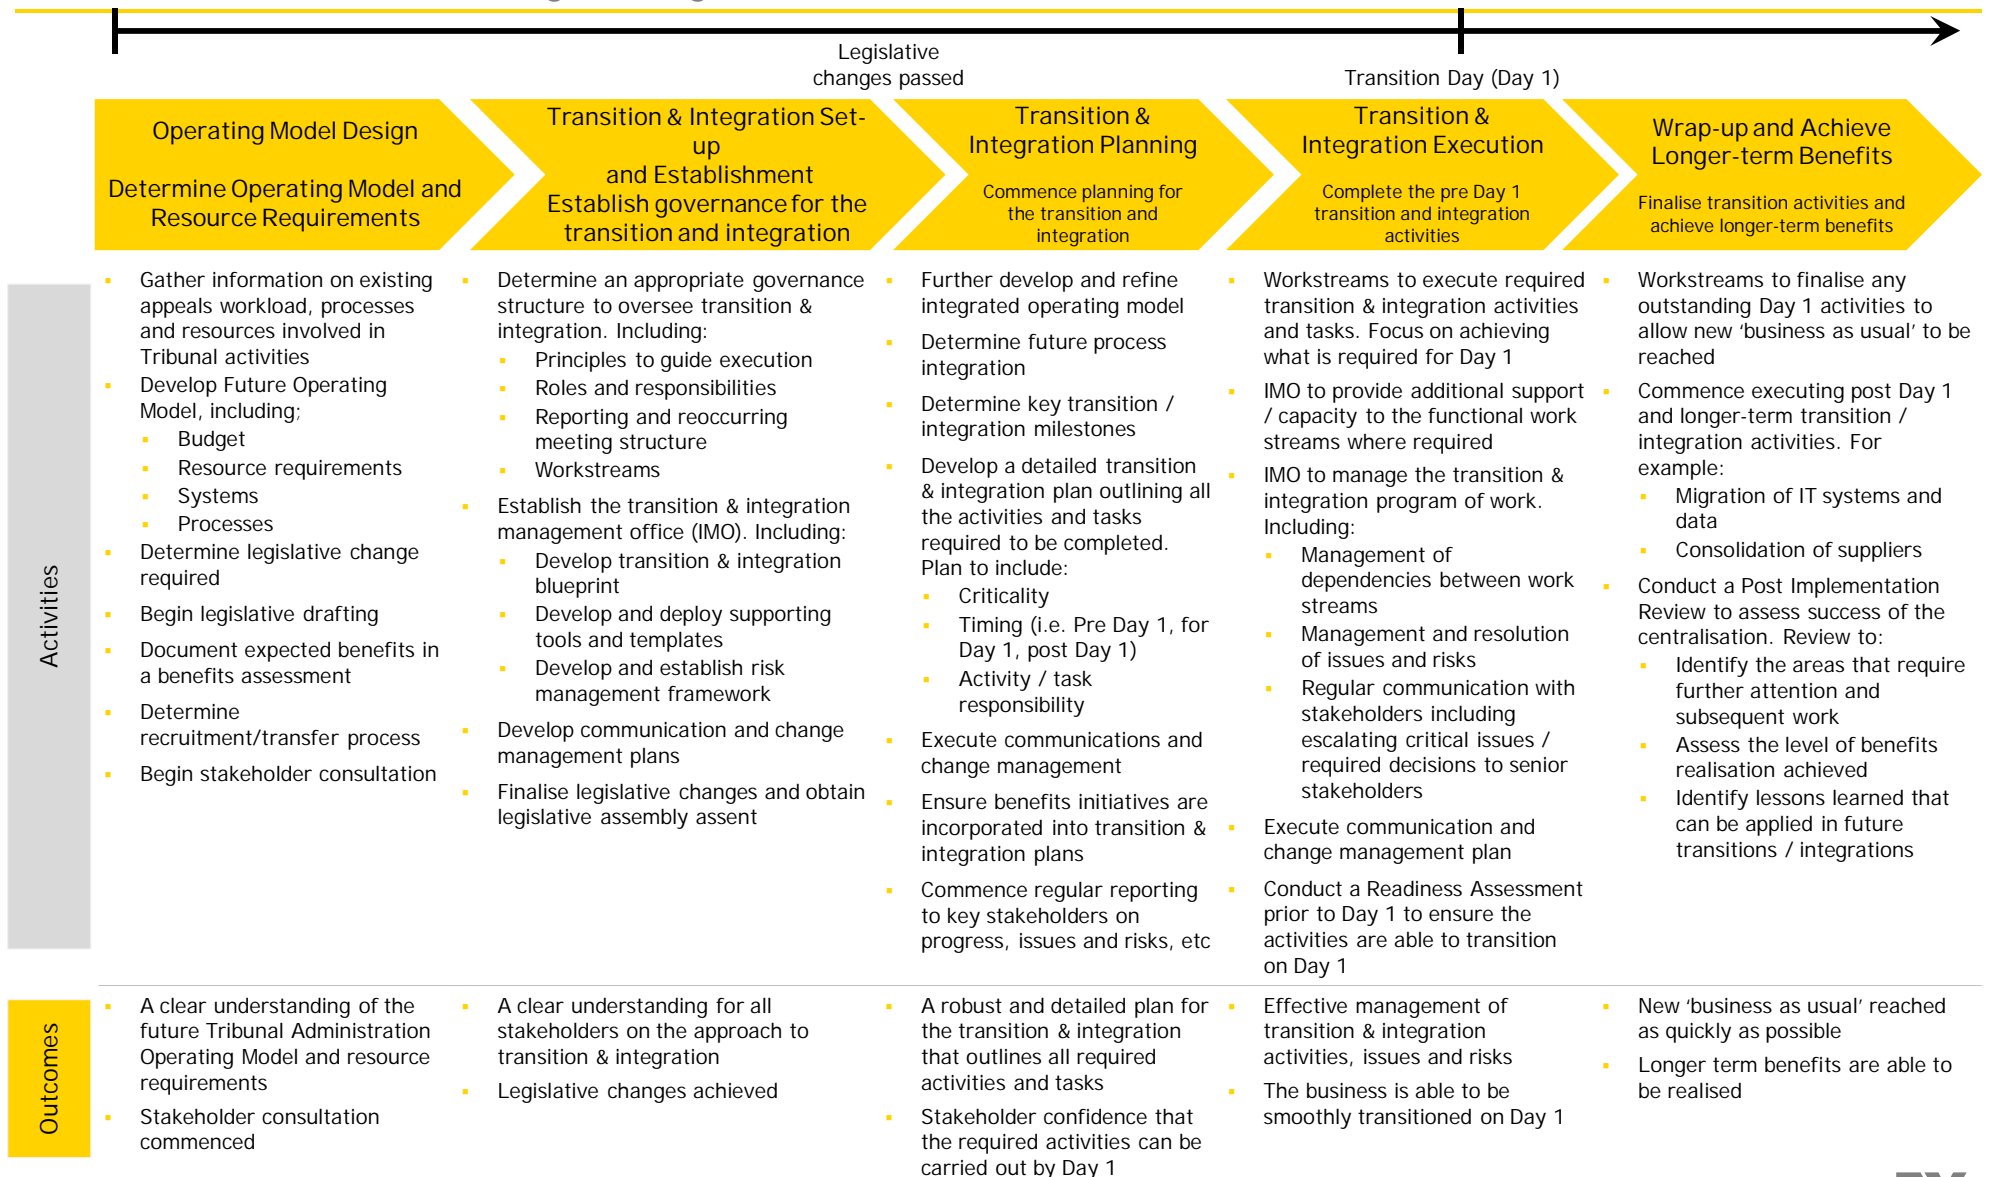 Legislative
changes passed
Transition Day (Day 1)
Operating Model Design
Determine Operating Model and
Resource Requirements
Transition & Integration Set-
up
and Establishment
Establish governance for the
transition and integration
Transition &
Integration Planning
Commence planning for
the transition and
integration
Transition &
Integration Execution
Complete the pre Day 1
transition and integration
activities
Wrap-up and Achieve
Longer-term Benefits
Finalise transition activities and
achieve longer-term benefits
Activities
Gather information on existing
appeals workload, processes
and resources involved in
Tribunal activities
Develop Future Operating
Model, including;
Budget
Resource requirements
Systems
Processes
Determine legislative change
required
Begin legislative drafting
Document expected benefits in
a benefits assessment
Determine
recruitment/transfer process
Begin stakeholder consultation
Determine an appropriate governance
structure to oversee transition &
integration. Including:
Principles to guide execution
Roles and responsibilities
Reporting and reoccurring
meeting structure
Workstreams
Establish the transition & integration
management office (IMO). Including:
Develop transition & integration
blueprint
Develop and deploy supporting
tools and templates
Develop and establish risk
management framework
Develop communication and change
management plans
Finalise legislative changes and obtain
legislative assembly assent
Further develop and refine
integrated operating model
Determine future process
integration
Determine key transition /
integration milestones
Develop a detailed transition
& integration plan outlining all
the activities and tasks
required to be completed.
Plan to include:
Criticality
Timing (i.e. Pre Day 1, for
Day 1, post Day 1)
Activity / task
responsibility
Execute communications and
change management
Ensure benefits initiatives are
incorporated into transition &
integration plans
Commence regular reporting
to key stakeholders on
progress, issues and risks, etc
Workstreams to execute required
transition & integration activities
and tasks. Focus on achieving
what is required for Day 1
IMO to provide additional support
/ capacity to the functional work
streams where required
IMO to manage the transition &
integration program of work.
Including:
Management of
dependencies between work
streams
Management and resolution
of issues and risks
Regular communication with
stakeholders including
escalating critical issues /
required decisions to senior
stakeholders
Execute communication and
change management plan
Conduct a Readiness Assessment
prior to Day 1 to ensure the
activities are able to transition
on Day 1
Workstreams to finalise any
outstanding Day 1 activities to
allow new ‘business as usual’ to be
reached
Commence executing post Day 1
and longer-term transition /
integration activities. For
example:
Migration of IT systems and
data
Consolidation of suppliers
Conduct a Post Implementation
Review to assess success of the
centralisation. Review to:
Identify the areas that require
further attention and
subsequent work
Assess the level of benefits
realisation achieved
Identify lessons learned that
can be applied in future
transitions / integrations
Outcomes
A clear understanding of the
future Tribunal Administration
Operating Model and resource
requirements
Stakeholder consultation
commenced
A clear understanding for all
stakeholders on the approach to
transition & integration
Legislative changes achieved
A robust and detailed plan for
the transition & integration
that outlines all required
activities and tasks
Stakeholder confidence that
the required activities can be
carried out by Day 1
Effective management of
transition & integration
activities, issues and risks
The business is able to be
smoothly transitioned on Day 1
New ‘business as usual’ reached
as quickly as possible
Longer term benefits are able to
be realised